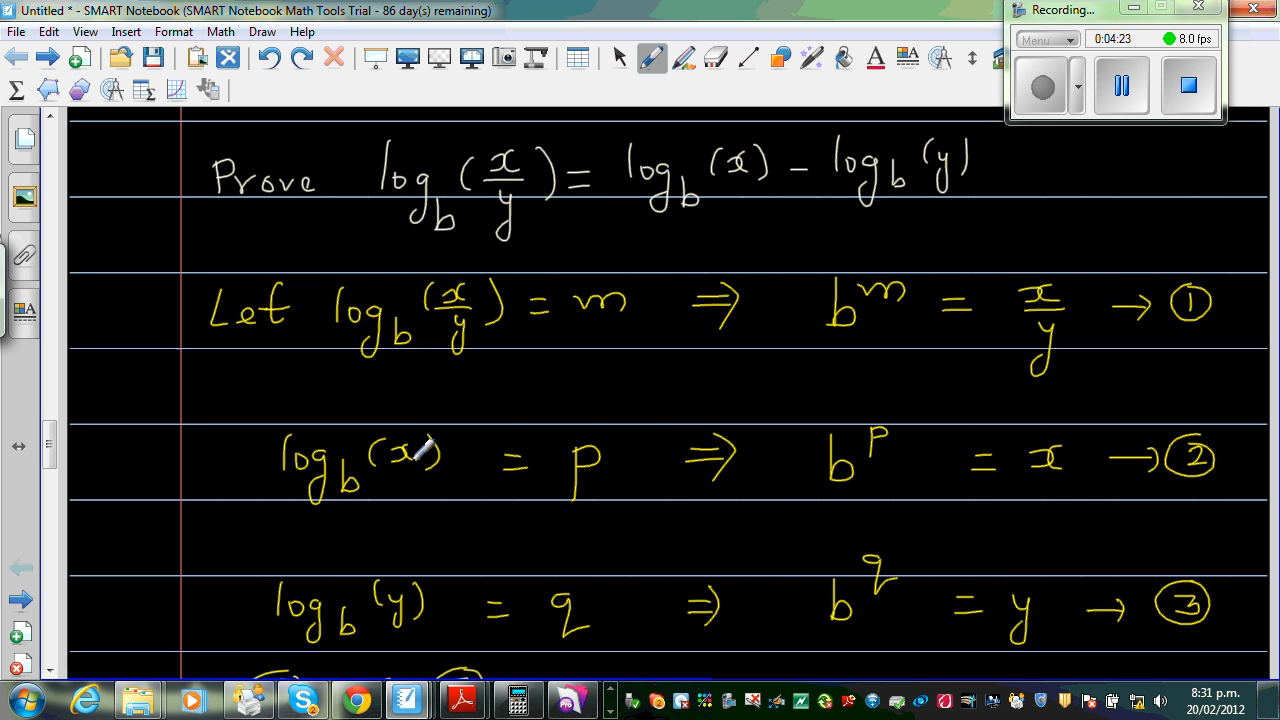 Untitled * - SMART Notebook (SMART Notebook Math Tools Trial - 86 day(s) remaining)
File Edit View Insert Format Math Draw Help
Recording...
Menu 0:04:23 8.0 fps
Prove log_b (x/y) = log_b (x) - log_b (y)
Let log_b (x/y) = m ⇒ b^m = x/y → ①
log_b (x) = p ⇒ b^p = x → ②
log_b (y) = q ⇒ b^q = y → ③
8:31 p.m.
20/02/2012